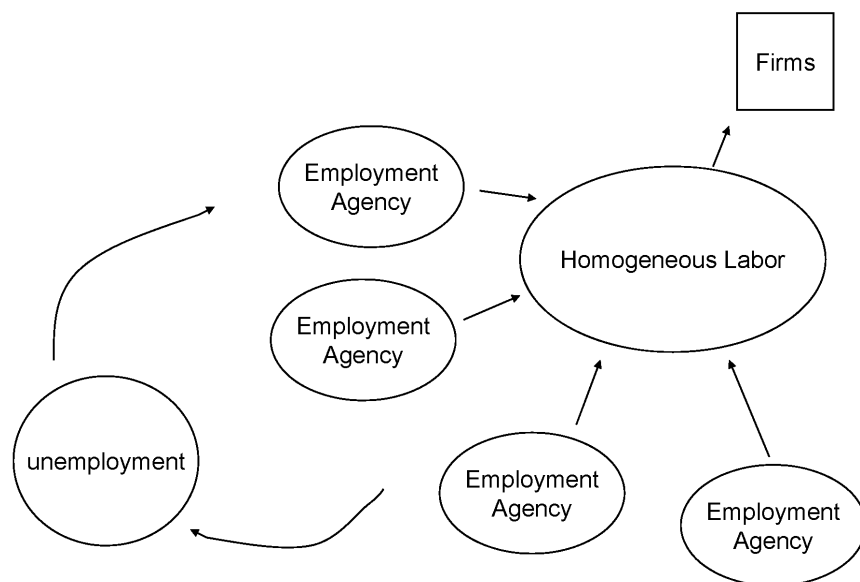 Firms
Employment
Agency
Homogeneous Labor
Employment
Agency
unemployment
Employment
Agency
Employment
Agency